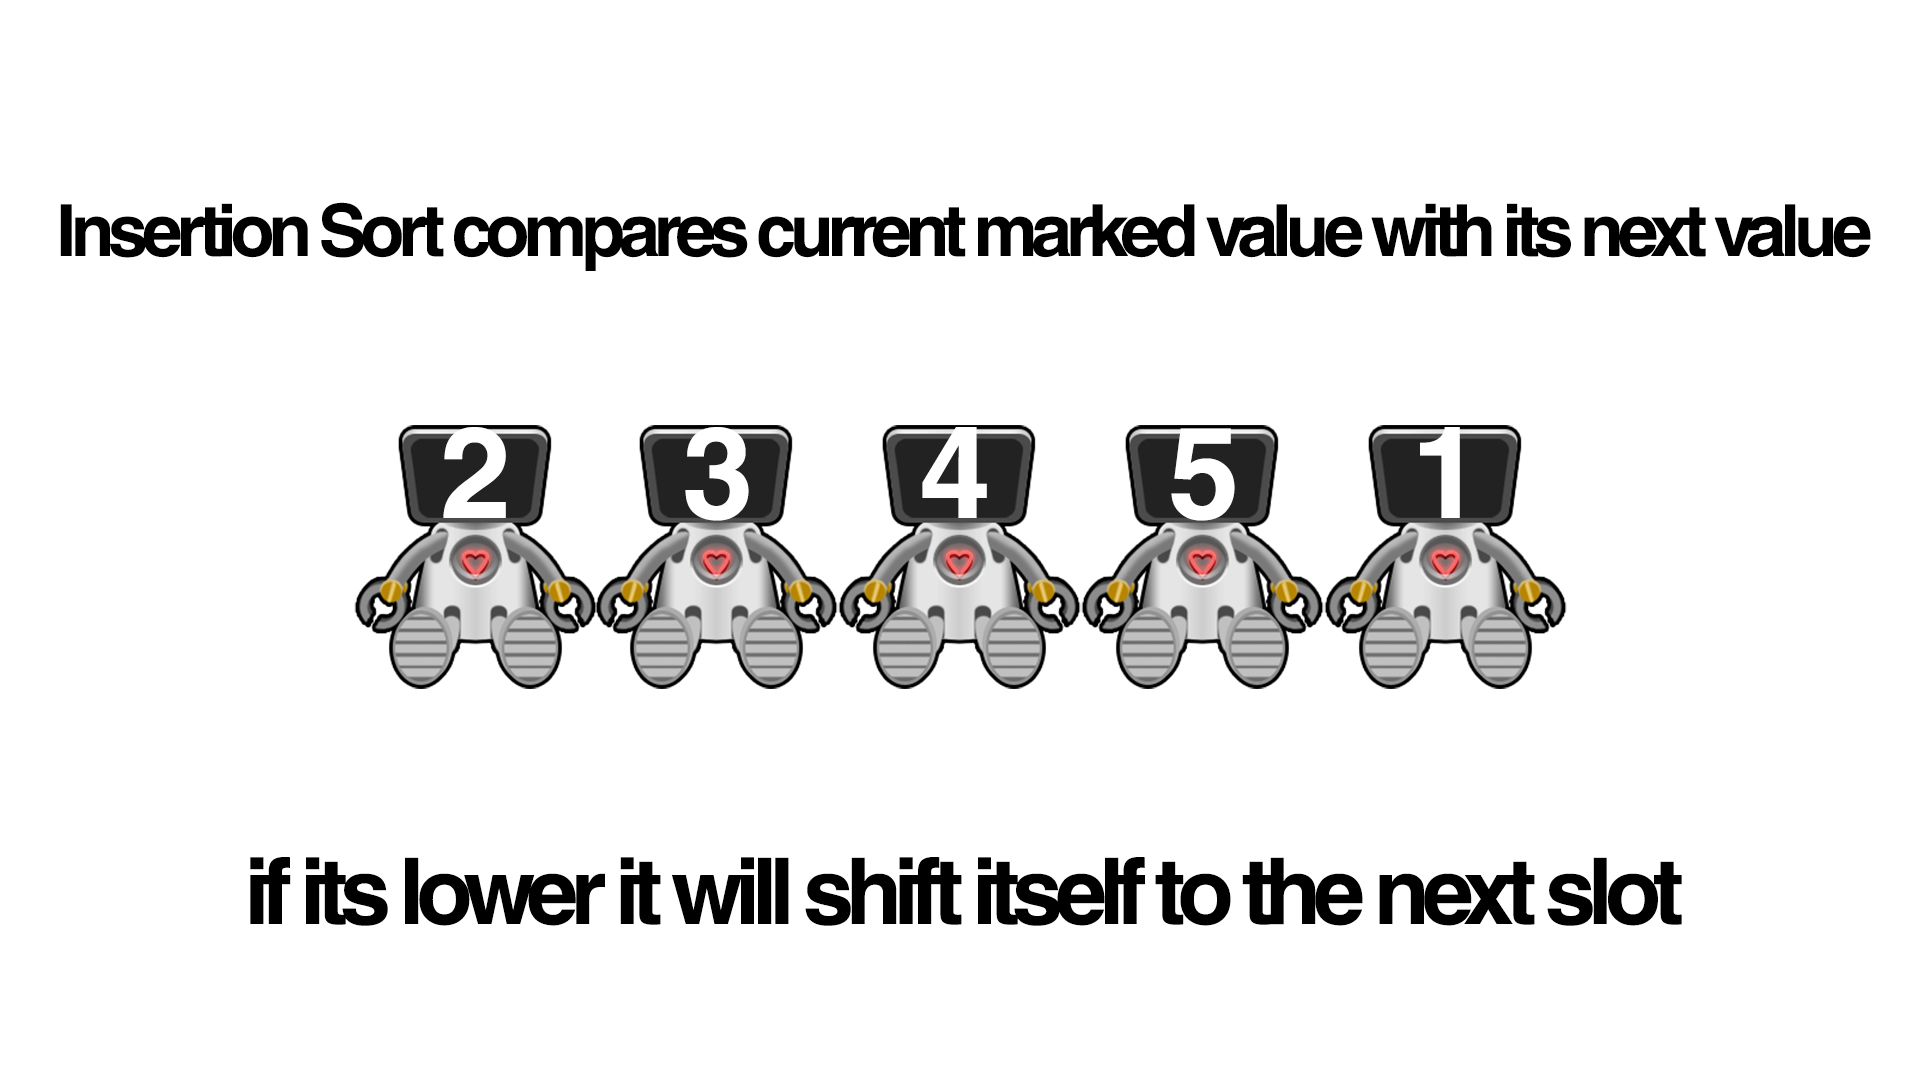 Insertion Sort compares current marked value with its next value
2 3 4 5 1
if its lower it will shift itself to the next slot